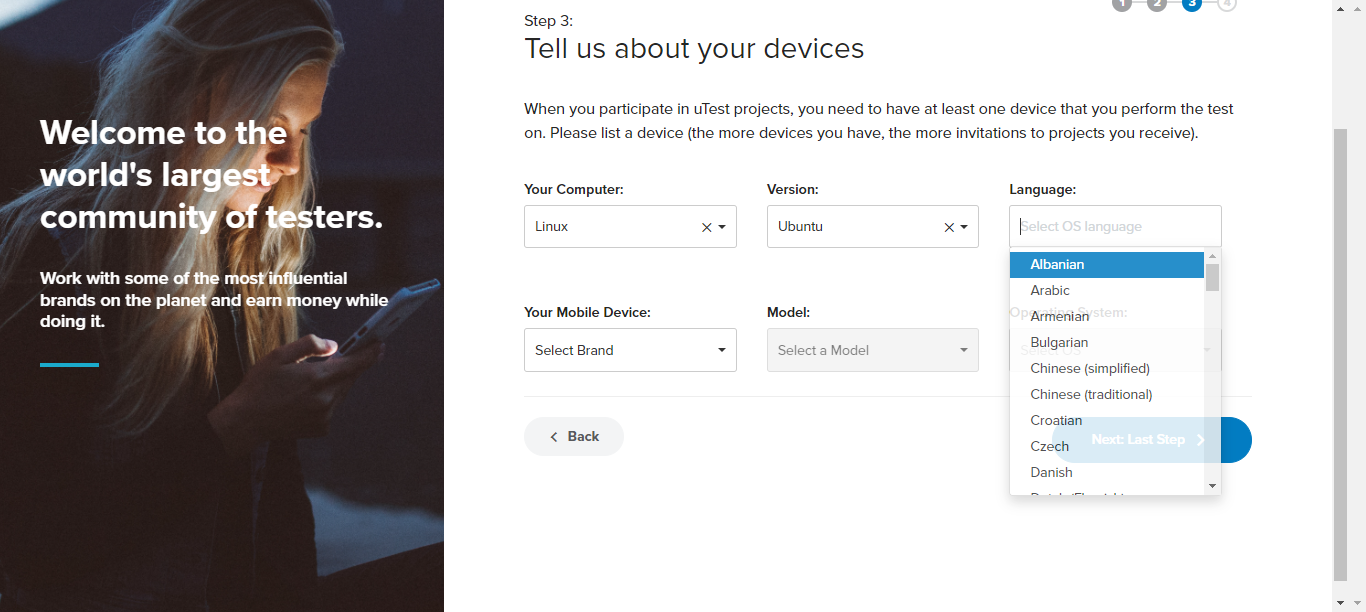 Welcome to the
world's largest
community of testers.
Work with some of the most influential
brands on the planet and earn money while
doing it.
1 2 3 4
Step 3:
Tell us about your devices
When you participate in uTest projects, you need to have at least one device that you perform the test
on. Please list a device (the more devices you have, the more invitations to projects you receive).
Your Computer:
Linux
Version:
Ubuntu
Language:
Select OS language
Albanian
Arabic
Armenian
Bulgarian
Chinese (simplified)
Chinese (traditional)
Croatian
Czech
Danish
Your Mobile Device:
Select Brand
Model:
Select a Model
Operating System:
Select OS
Back
Next: Last Step